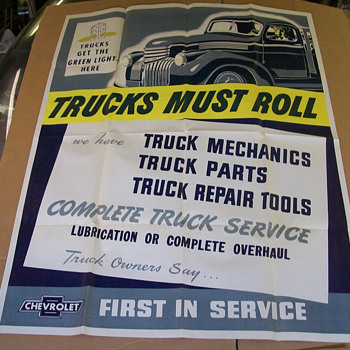 TRUCKS
GET THE
GREEN LIGHT
HERE
TRUCKS MUST ROLL
we have
TRUCK MECHANICS
TRUCK PARTS
TRUCK REPAIR TOOLS
COMPLETE TRUCK SERVICE
LUBRICATION OR COMPLETE OVERHAUL
Truck Owners Say...
CHEVROLET
FIRST IN SERVICE